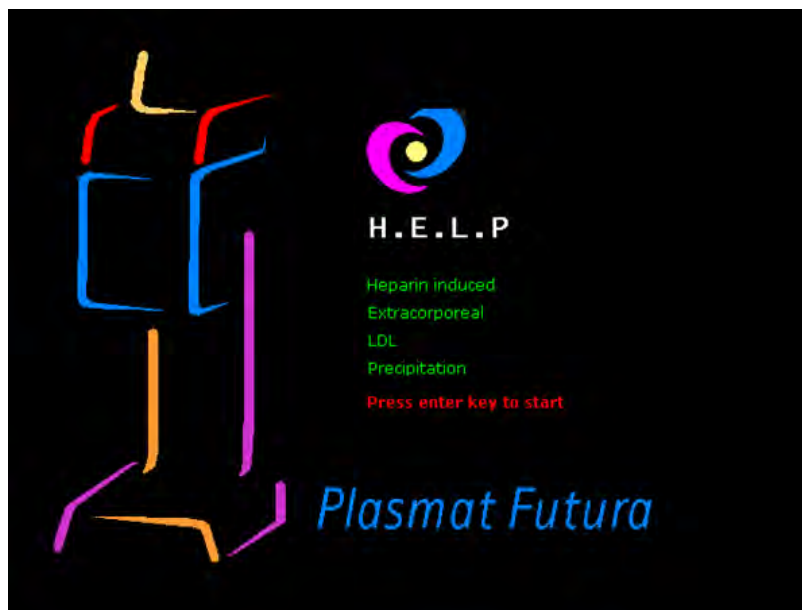 H.E.L.P
Heparin induced
Extracorporeal
LDL
Precipitation
Press enter key to start
Plasmat Futura